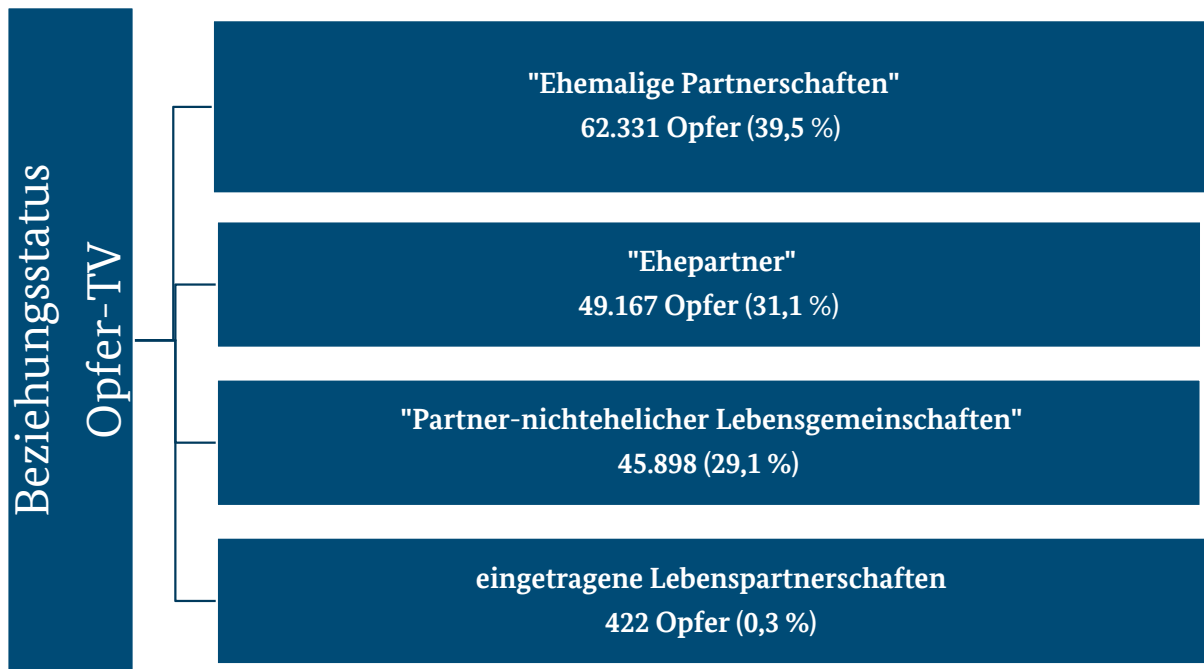 Beziehungsstatus
Opfer-TV
"Ehemalige Partnerschaften"
62.331 Opfer (39,5 %)
"Ehepartner"
49.167 Opfer (31,1 %)
"Partner-nichtehelicher Lebensgemeinschaften"
45.898 (29,1 %)
eingetragene Lebenspartnerschaften
422 Opfer (0,3 %)